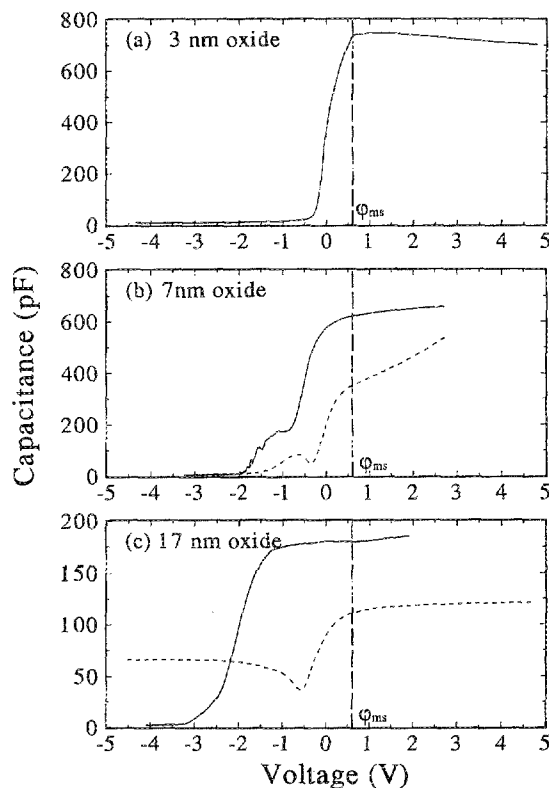 Capacitance (pF)
800
(a) 3 nm oxide
600
400
200
φms
0
-5 -4 -3 -2 -1 0 1 2 3 4 5
800
(b) 7nm oxide
600
400
200
φms
0
-5 -4 -3 -2 -1 0 1 2 3 4 5
200
(c) 17 nm oxide
150
100
50
φms
0
-5 -4 -3 -2 -1 0 1 2 3 4 5
Voltage (V)